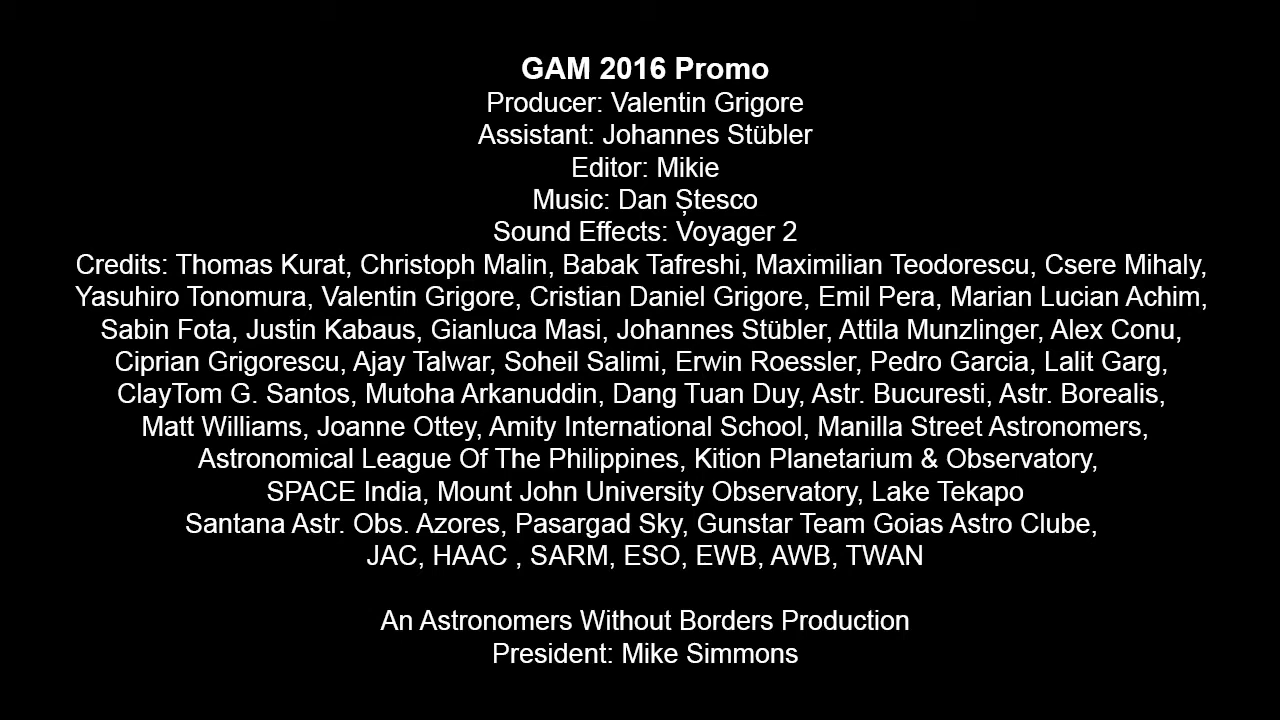 GAM 2016 Promo
Producer: Valentin Grigore
Assistant: Johannes Stübler
Editor: Mikie
Music: Dan Ștesco
Sound Effects: Voyager 2
Credits: Thomas Kurat, Christoph Malin, Babak Tafreshi, Maximilian Teodorescu, Csere Mihaly,
Yasuhiro Tonomura, Valentin Grigore, Cristian Daniel Grigore, Emil Pera, Marian Lucian Achim,
Sabin Fota, Justin Kabaus, Gianluca Masi, Johannes Stübler, Attila Munzlinger, Alex Conu,
Ciprian Grigorescu, Ajay Talwar, Soheil Salimi, Erwin Roessler, Pedro Garcia, Lalit Garg,
ClayTom G. Santos, Mutoha Arkanuddin, Dang Tuan Duy, Astr. Bucuresti, Astr. Borealis,
Matt Williams, Joanne Ottey, Amity International School, Manilla Street Astronomers,
Astronomical League Of The Philippines, Kition Planetarium & Observatory,
SPACE India, Mount John University Observatory, Lake Tekapo
Santana Astr. Obs. Azores, Pasargad Sky, Gunstar Team Goias Astro Clube,
JAC, HAAC , SARM, ESO, EWB, AWB, TWAN
An Astronomers Without Borders Production
President: Mike Simmons